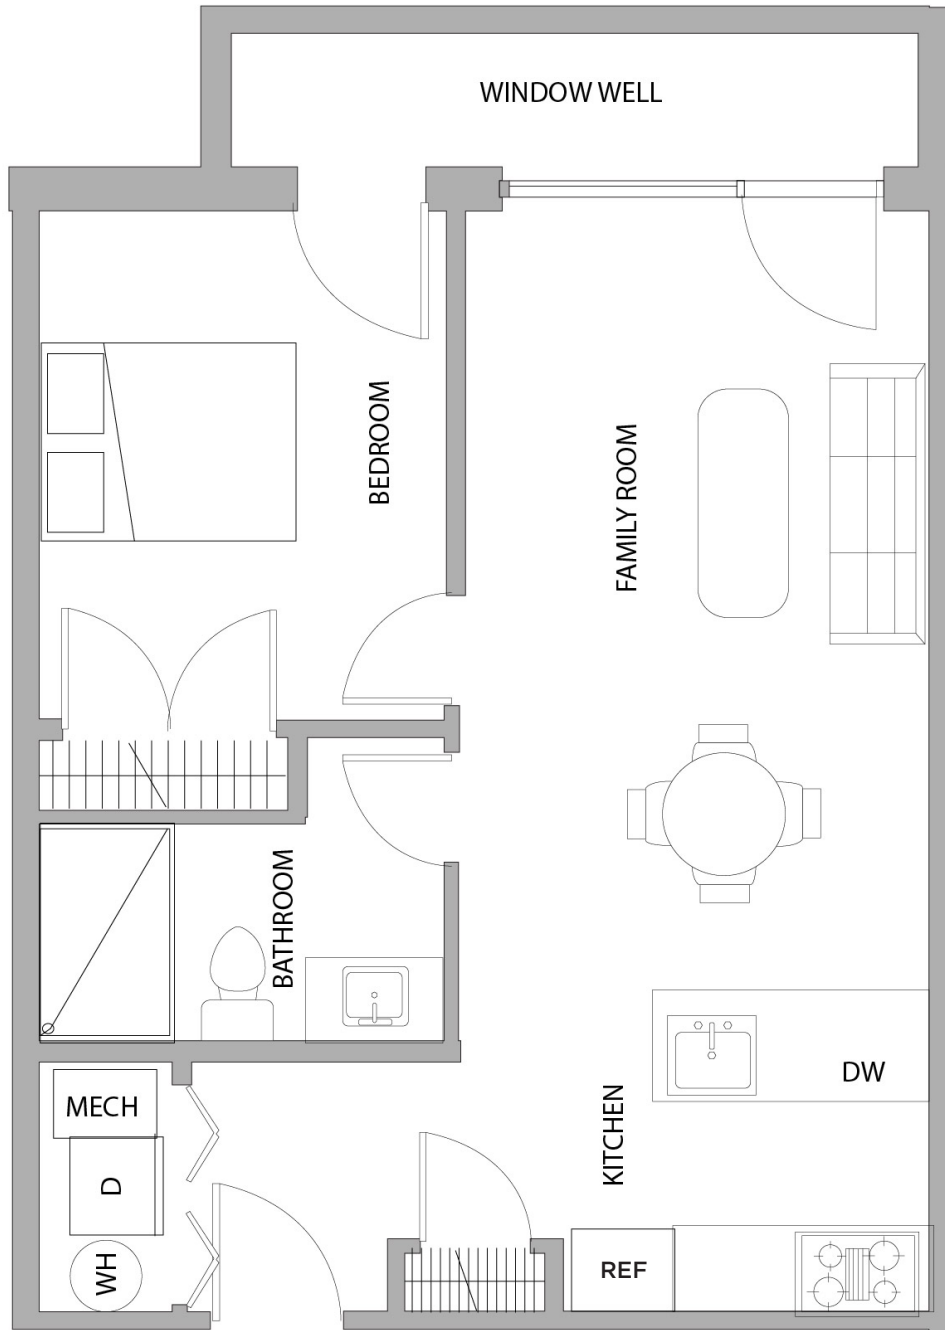 WINDOW WELL
BEDROOM
FAMILY ROOM
BATHROOM
DW
KITCHEN
MECH
D
WH
REF